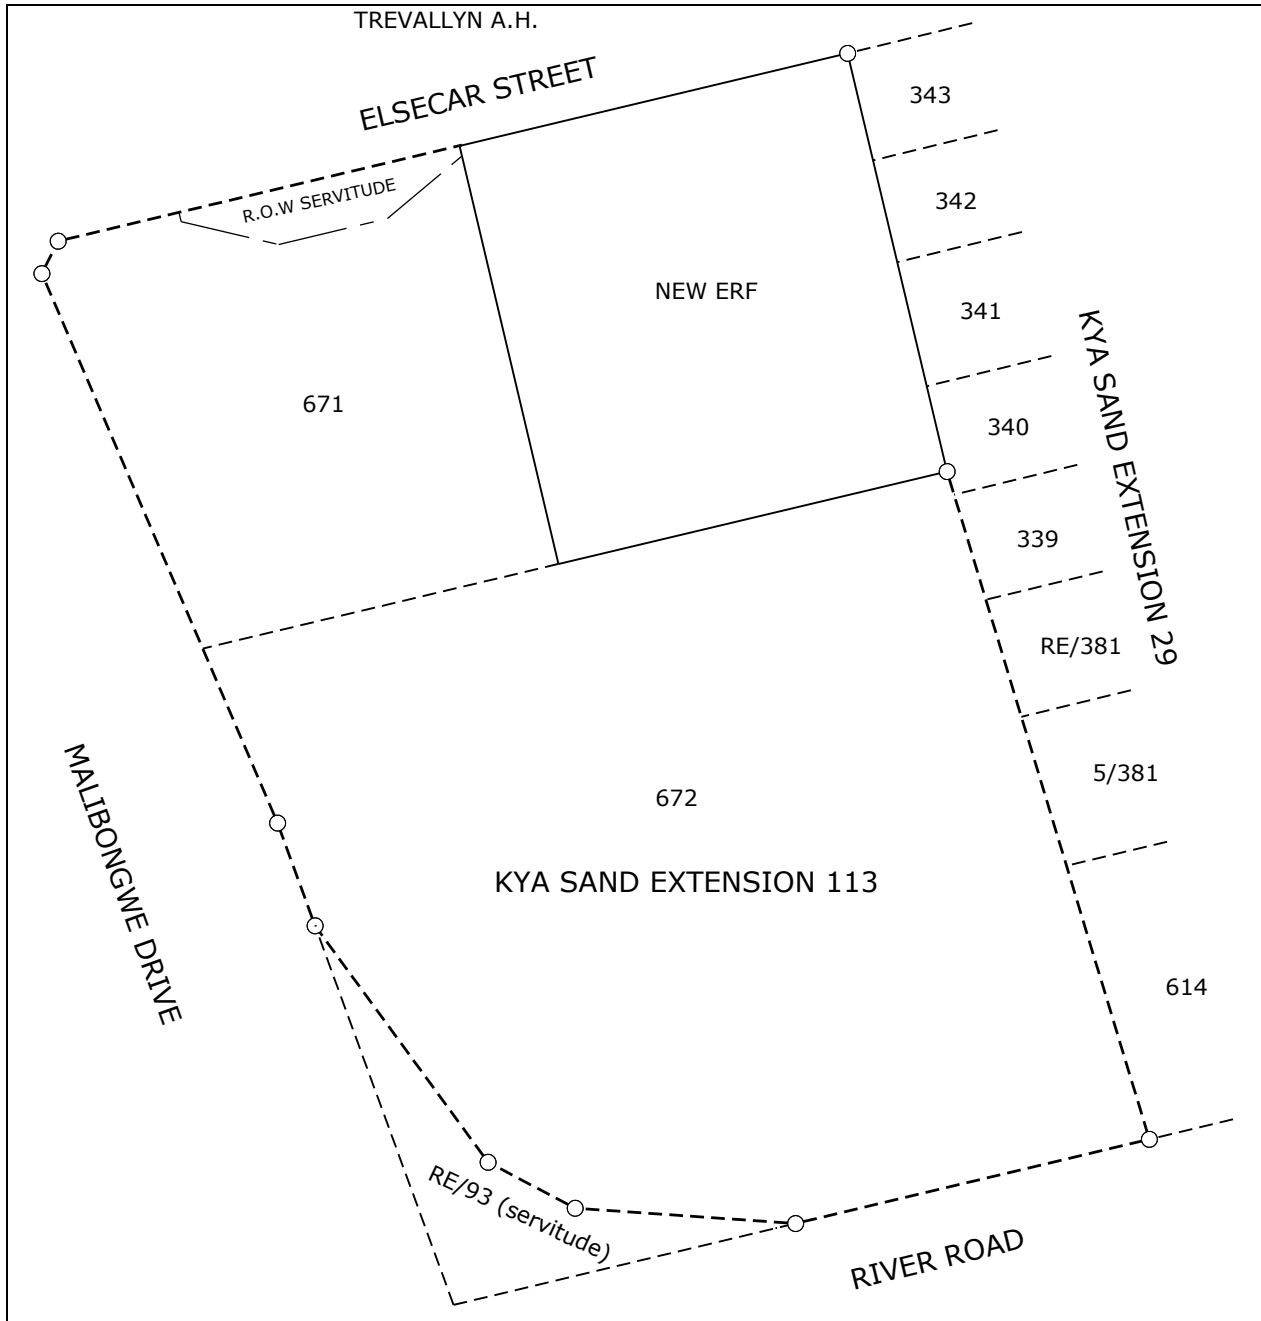 TREVALLYN A.H.
ELSECAR STREET
343
R.O.W SERVITUDE
342
NEW ERF
341
671
340
KYA SAND EXTENSION 29
339
RE/381
5/381
672
MALIBONGWE DRIVE
KYA SAND EXTENSION 113
614
RE/93 (servitude)
RIVER ROAD